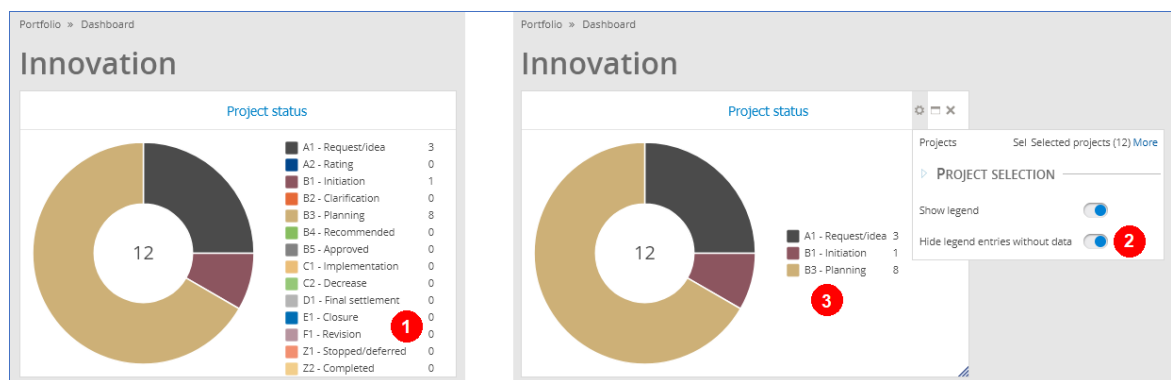 Portfolio » Dashboard
Innovation
Project status
12
A1 - Request/idea 3
A2 - Rating 0
B1 - Initiation 1
B2 - Clarification 0
B3 - Planning 8
B4 - Recommended 0
B5 - Approved 0
C1 - Implementation 0
C2 - Decrease 0
D1 - Final settlement 0
E1 - Closure 0
F1 - Revision 0
Z1 - Stopped/deferred 0
Z2 - Completed 0
1
Portfolio » Dashboard
Innovation
Project status
12
A1 - Request/idea 3
B1 - Initiation 1
B3 - Planning 8
3
Projects Sel Selected projects (12) More
PROJECT SELECTION
Show legend
Hide legend entries without data 2